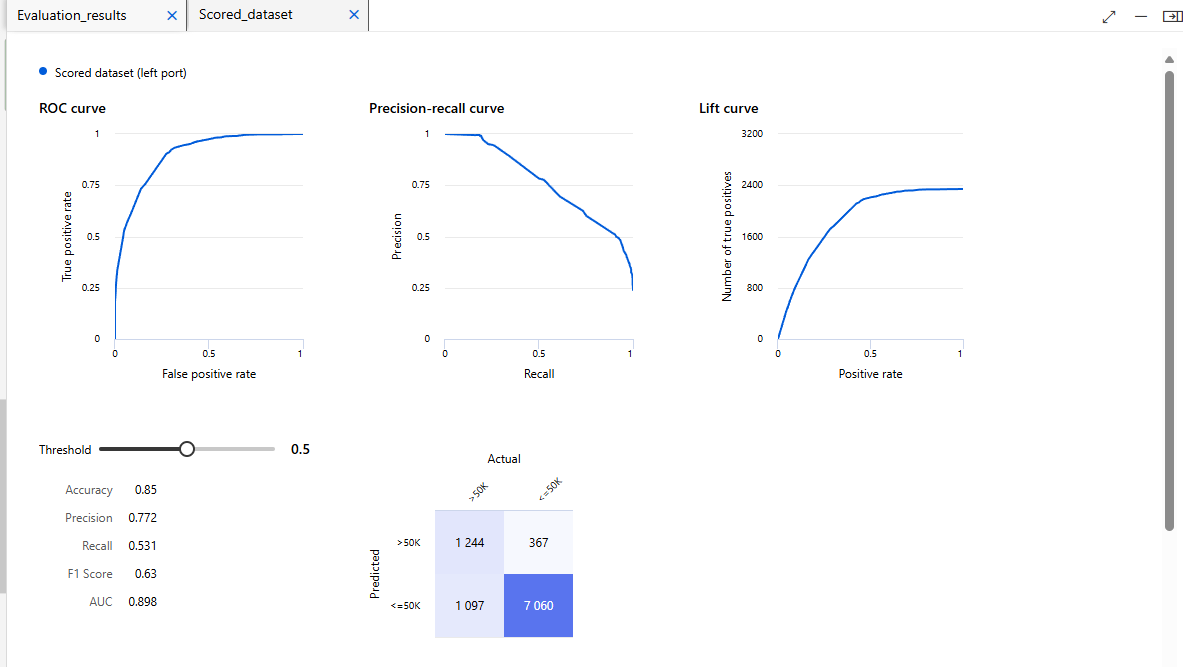 Evaluation_results
Scored_dataset
Scored dataset (left port)
ROC curve
1
0.75
0.5
0.25
0
True positive rate
0 0.5 1
False positive rate
Precision-recall curve
1
0.75
0.5
0.25
0
Precision
0 0.5 1
Recall
Lift curve
3200
2400
1600
800
0
Number of true positives
0 0.5 1
Positive rate
Threshold 0.5
Accuracy 0.85
Precision 0.772
Recall 0.531
F1 Score 0.63
AUC 0.898
Actual
>50K <=50K
Predicted
>50K 1 244 367
<=50K 1 097 7 060